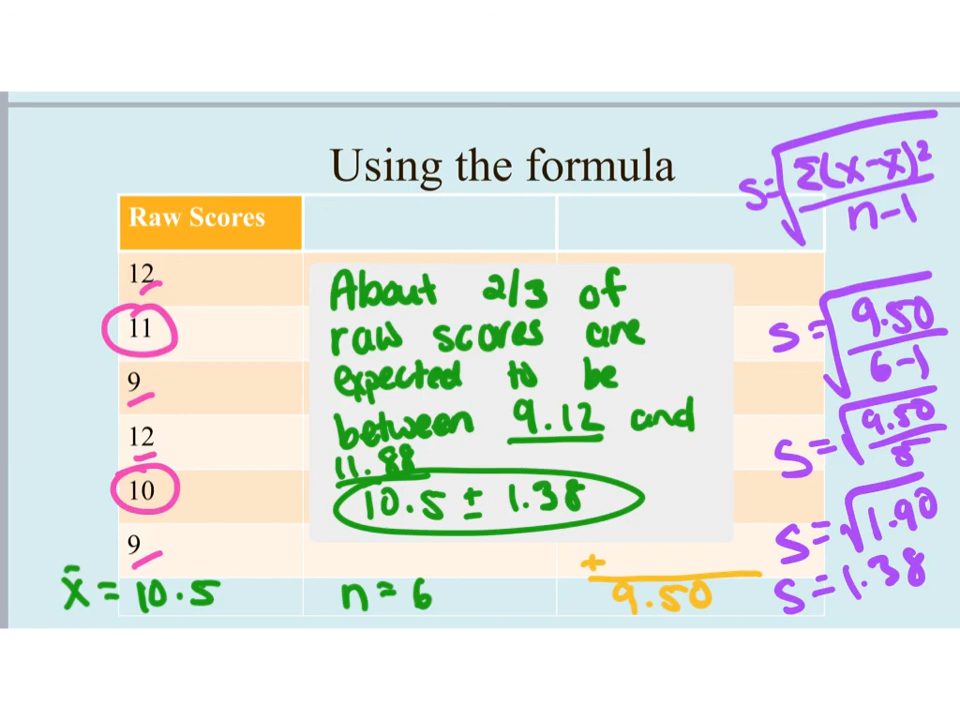 Using the formula
s=√Σ(x-x̄)²/n-1
Raw Scores
12
11
9
12
10
9
About 2/3 of
raw scores are
expected to be
between 9.12 and
11.88
10.5 ± 1.38
s=√9.50/6-1
s=√9.50/5
s=√1.90
s=1.38
x̄ = 10.5
n=6
+
9.50